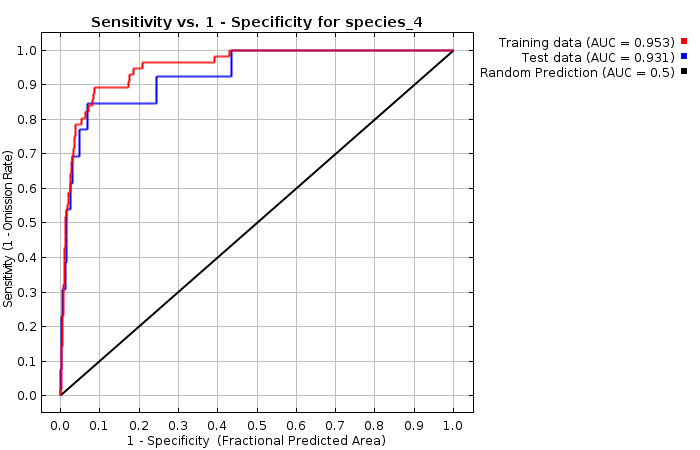 Sensitivity vs. 1 - Specificity for species_4
Training data (AUC = 0.953)
Test data (AUC = 0.931)
Random Prediction (AUC = 0.5)
Sensitivity (1 - Omission Rate)
1.0
0.9
0.8
0.7
0.6
0.5
0.4
0.3
0.2
0.1
0.0
0.0 0.1 0.2 0.3 0.4 0.5 0.6 0.7 0.8 0.9 1.0
1 - Specificity (Fractional Predicted Area)